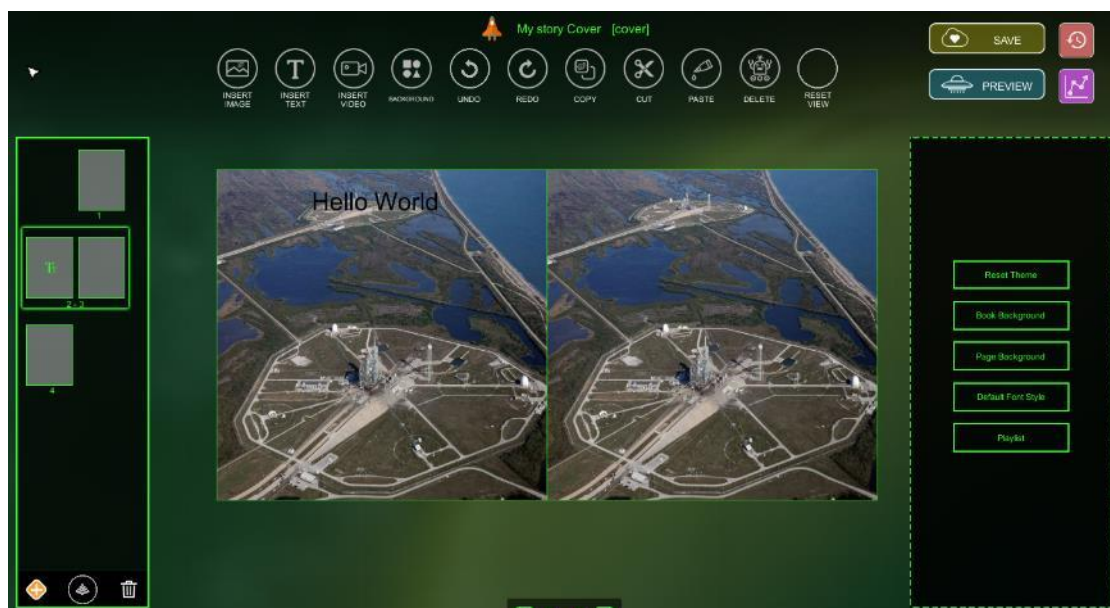 My story Cover [cover]
SAVE
INSERT
IMAGE
INSERT
TEXT
INSERT
VIDEO
BACKGROUND
UNDO
REDO
COPY
CUT
PASTE
DELETE
RESET
VIEW
PREVIEW
1
T
2 - 3
4
Hello World
Reset Theme
Book Background
Page Background
Default Font Style
Playlist